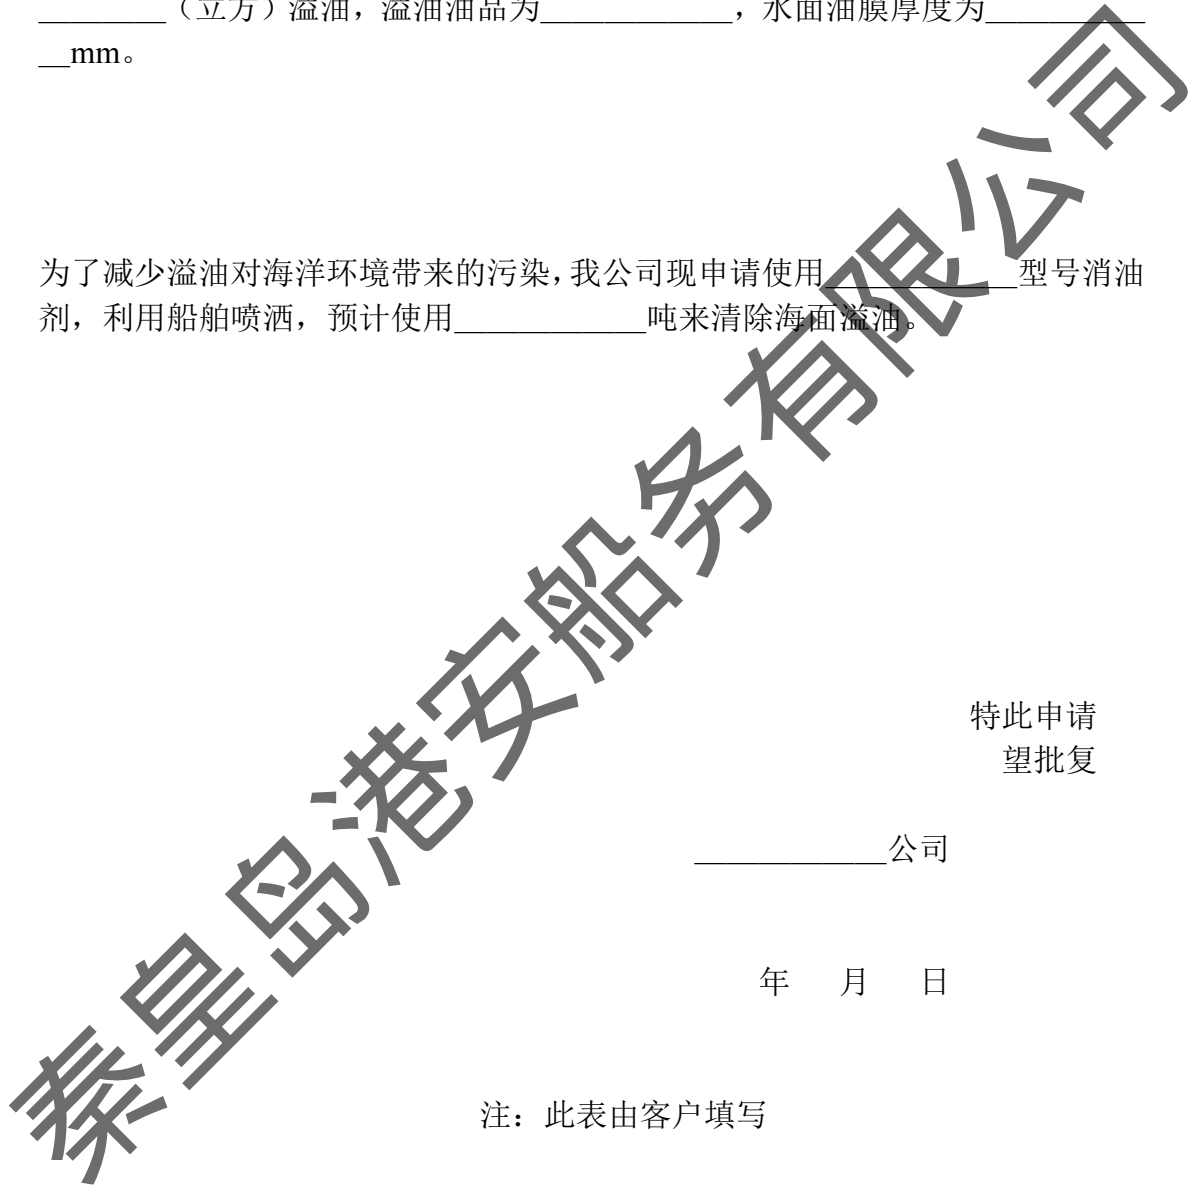 ________（立方）溢油，溢油油品为____________，水面油膜厚度为__________
__mm。
为了减少溢油对海洋环境带来的污染，我公司现申请使用____________型号消油
剂，利用船舶喷洒，预计使用____________吨来清除海面溢油。
特此申请
望批复
____________公司
年 月 日
注：此表由客户填写
秦皇岛港安船务有限公司